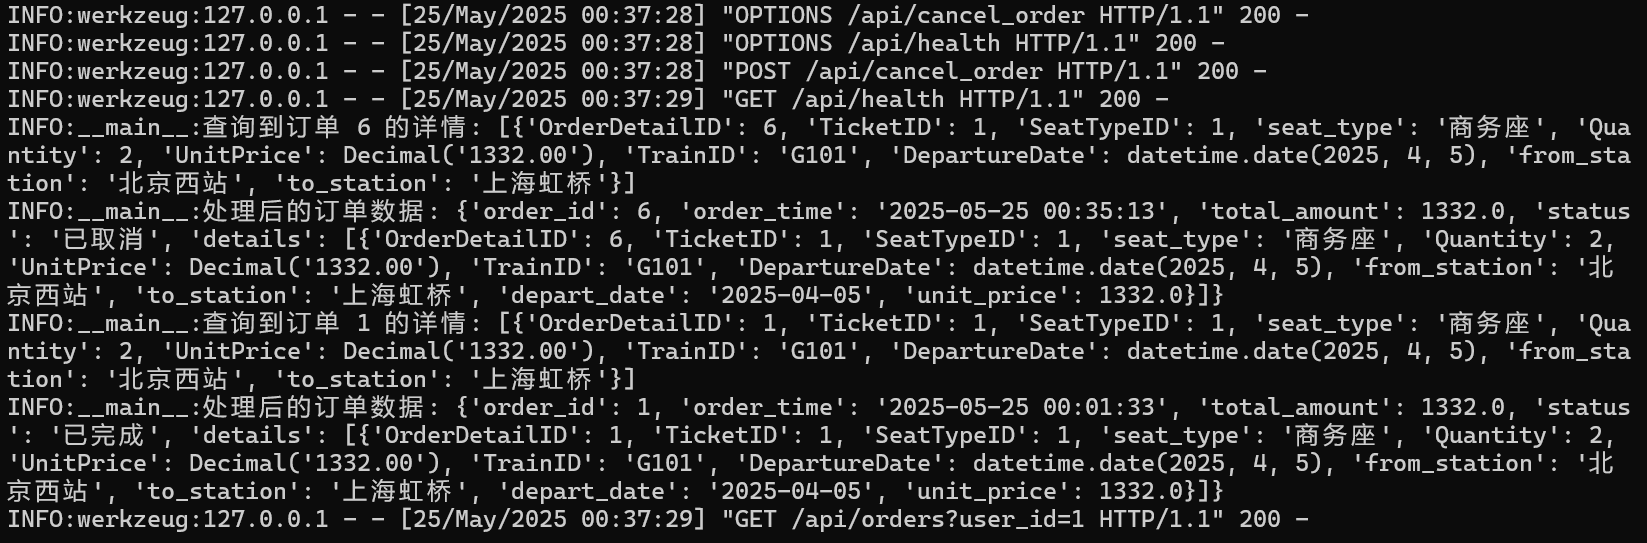 INFO:werkzeug:127.0.0.1 - - [25/May/2025 00:37:28] "OPTIONS /api/cancel_order HTTP/1.1" 200 -
INFO:werkzeug:127.0.0.1 - - [25/May/2025 00:37:28] "OPTIONS /api/health HTTP/1.1" 200 -
INFO:werkzeug:127.0.0.1 - - [25/May/2025 00:37:28] "POST /api/cancel_order HTTP/1.1" 200 -
INFO:werkzeug:127.0.0.1 - - [25/May/2025 00:37:29] "GET /api/health HTTP/1.1" 200 -
INFO:__main__:查询到订单 6 的详情: [{'OrderDetailID': 6, 'TicketID': 1, 'SeatTypeID': 1, 'seat_type': '商务座', 'Qua
ntity': 2, 'UnitPrice': Decimal('1332.00'), 'TrainID': 'G101', 'DepartureDate': datetime.date(2025, 4, 5), 'from_sta
tion': '北京西站', 'to_station': '上海虹桥'}]
INFO:__main__:处理后的订单数据: {'order_id': 6, 'order_time': '2025-05-25 00:35:13', 'total_amount': 1332.0, 'status
': '已取消', 'details': [{'OrderDetailID': 6, 'TicketID': 1, 'SeatTypeID': 1, 'seat_type': '商务座', 'Quantity': 2,
'UnitPrice': Decimal('1332.00'), 'TrainID': 'G101', 'DepartureDate': datetime.date(2025, 4, 5), 'from_station': '北
京西站', 'to_station': '上海虹桥', 'depart_date': '2025-04-05', 'unit_price': 1332.0}]}
INFO:__main__:查询到订单 1 的详情: [{'OrderDetailID': 1, 'TicketID': 1, 'SeatTypeID': 1, 'seat_type': '商务座', 'Qua
ntity': 2, 'UnitPrice': Decimal('1332.00'), 'TrainID': 'G101', 'DepartureDate': datetime.date(2025, 4, 5), 'from_sta
tion': '北京西站', 'to_station': '上海虹桥'}]
INFO:__main__:处理后的订单数据: {'order_id': 1, 'order_time': '2025-05-25 00:01:33', 'total_amount': 1332.0, 'status
': '已完成', 'details': [{'OrderDetailID': 1, 'TicketID': 1, 'SeatTypeID': 1, 'seat_type': '商务座', 'Quantity': 2,
'UnitPrice': Decimal('1332.00'), 'TrainID': 'G101', 'DepartureDate': datetime.date(2025, 4, 5), 'from_station': '北
京西站', 'to_station': '上海虹桥', 'depart_date': '2025-04-05', 'unit_price': 1332.0}]}
INFO:werkzeug:127.0.0.1 - - [25/May/2025 00:37:29] "GET /api/orders?user_id=1 HTTP/1.1" 200 -